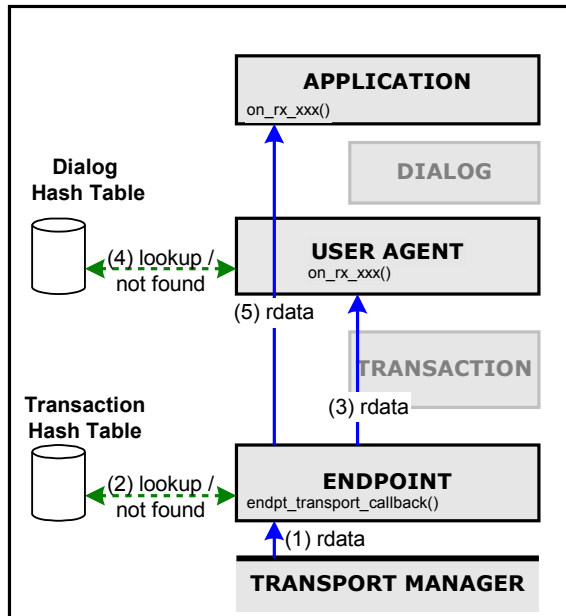 APPLICATION
on_rx_xxx()
DIALOG
Dialog
Hash Table
USER AGENT
on_rx_xxx()
(4) lookup /
not found
(5) rdata
TRANSACTION
(3) rdata
Transaction
Hash Table
ENDPOINT
endpt_transport_callback()
(2) lookup /
not found
(1) rdata
TRANSPORT MANAGER